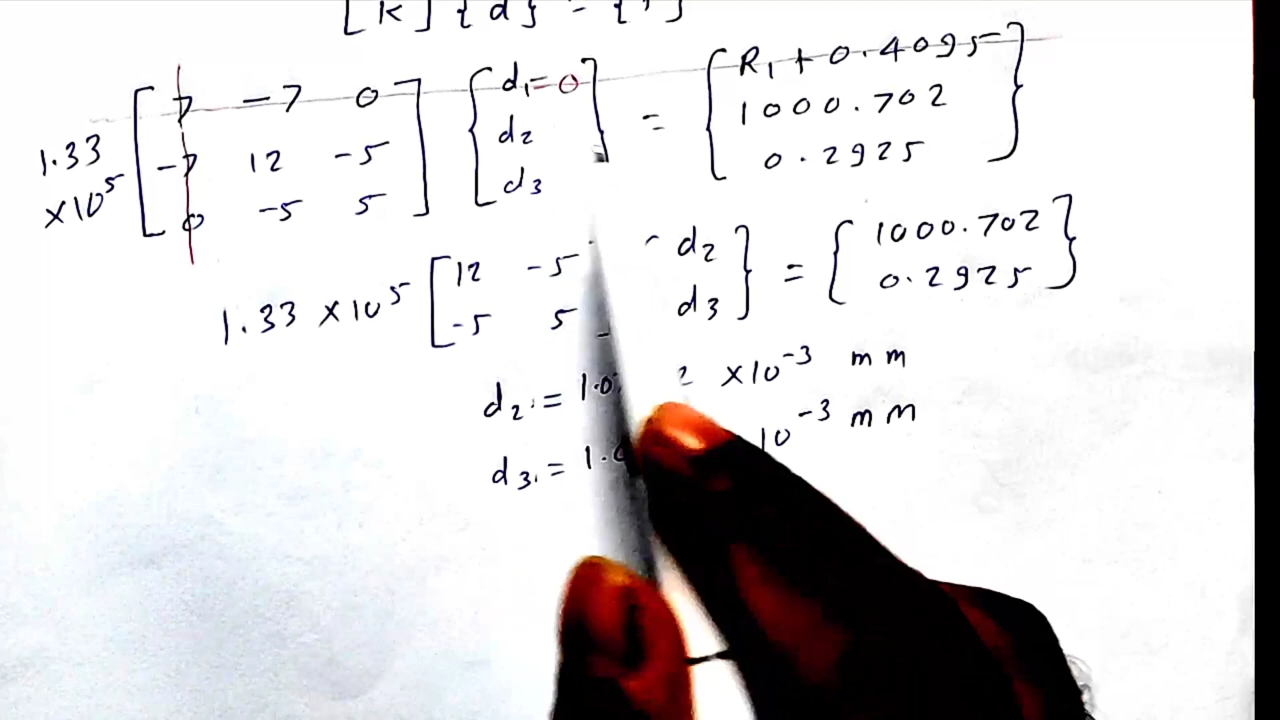 [K] {d} =
1.33 ×10⁵ [7 -7 0; -7 12 -5; 0 -5 5] {d₁=0; d₂; d₃} = {R₁ + 0.4095; 1000.702; 0.2925}
1.33 ×10⁵ [12 -5; -5 5] {d₂; d₃} = {1000.702; 0.2925}
d₂ = 1.0 ×10⁻³ mm
d₃ = 1. 10⁻³ mm